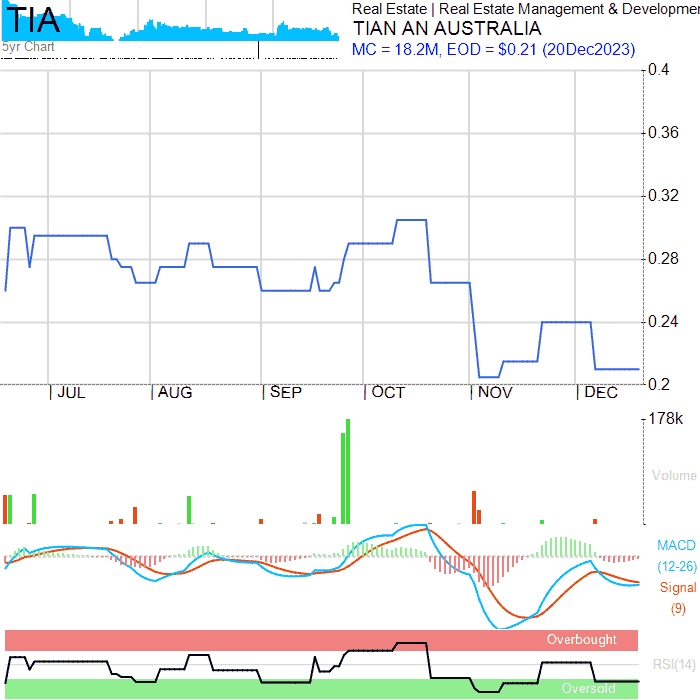 TIA
Real Estate | Real Estate Management & Developmen
TIAN AN AUSTRALIA
5yr Chart
MC = 18.2M, EOD = $0.21 (20Dec2023)
0.4
0.36
0.32
0.28
0.24
0.2
JUL AUG SEP OCT NOV DEC
178k
Volume
MACD
(12-26)
Signal
(9)
Overbought
RSI(14)
Oversold